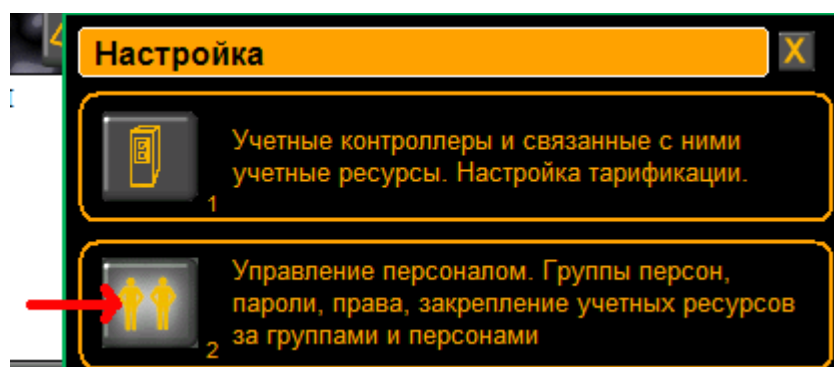 Настройка
X
Учетные контроллеры и связанные с ними
учетные ресурсы. Настройка тарификации.
1
Управление персоналом. Группы персон,
пароли, права, закрепление учетных ресурсов
за группами и персонами
2